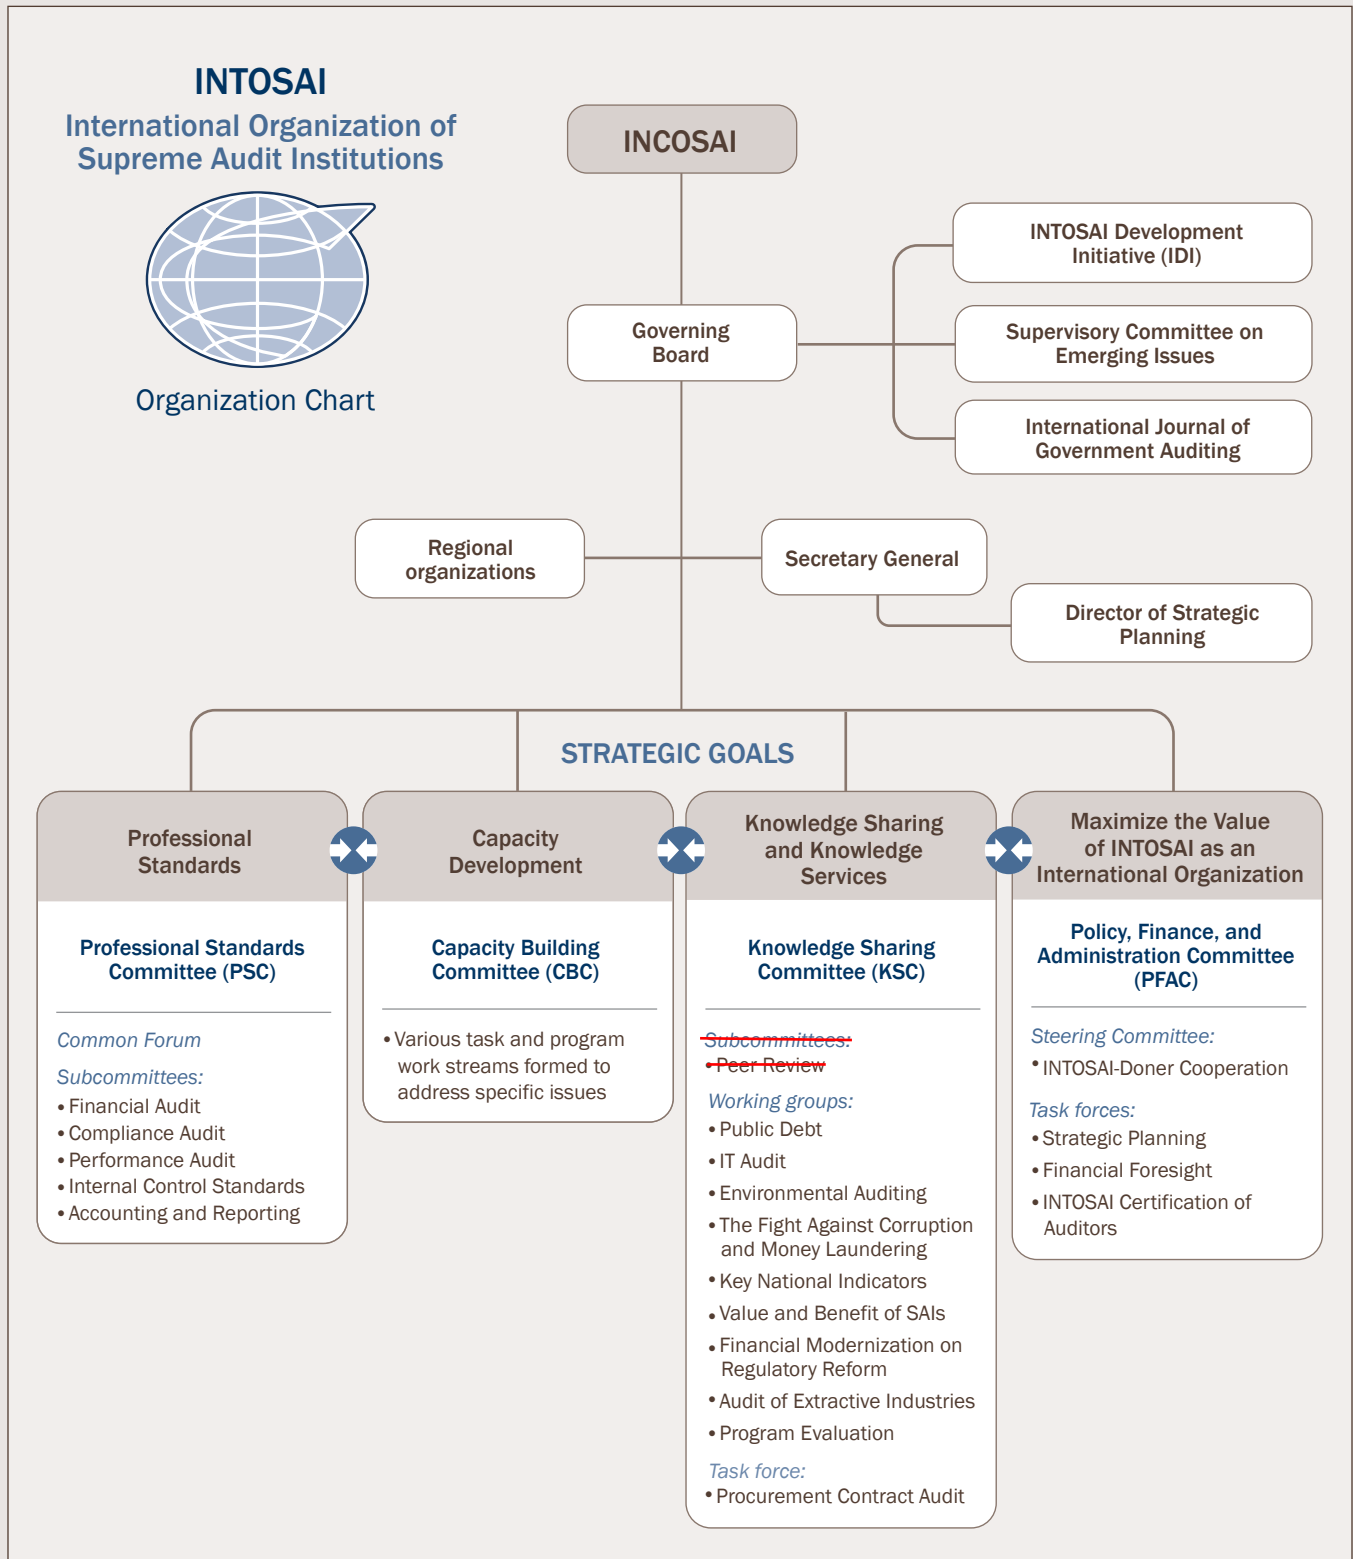 INTOSAI
International Organization of
Supreme Audit Institutions
Organization Chart
INCOSAI
Governing
Board
INTOSAI Development
Initiative (IDI)
Supervisory Committee on
Emerging Issues
International Journal of
Government Auditing
Regional
organizations
Secretary General
Director of Strategic
Planning
STRATEGIC GOALS
Professional
Standards
Professional Standards
Committee (PSC)
Common Forum
Subcommittees:
• Financial Audit
• Compliance Audit
• Performance Audit
• Internal Control Standards
• Accounting and Reporting
Capacity
Development
Capacity Building
Committee (CBC)
• Various task and program
work streams formed to
address specific issues
Knowledge Sharing
and Knowledge
Services
Knowledge Sharing
Committee (KSC)
Subcommittees:
• Peer Review
Working groups:
• Public Debt
• IT Audit
• Environmental Auditing
• The Fight Against Corruption
and Money Laundering
• Key National Indicators
• Value and Benefit of SAIs
• Financial Modernization on
Regulatory Reform
• Audit of Extractive Industries
• Program Evaluation
Task force:
• Procurement Contract Audit
Maximize the Value
of INTOSAI as an
International Organization
Policy, Finance, and
Administration Committee
(PFAC)
Steering Committee:
• INTOSAI-Doner Cooperation
Task forces:
• Strategic Planning
• Financial Foresight
• INTOSAI Certification of
Auditors